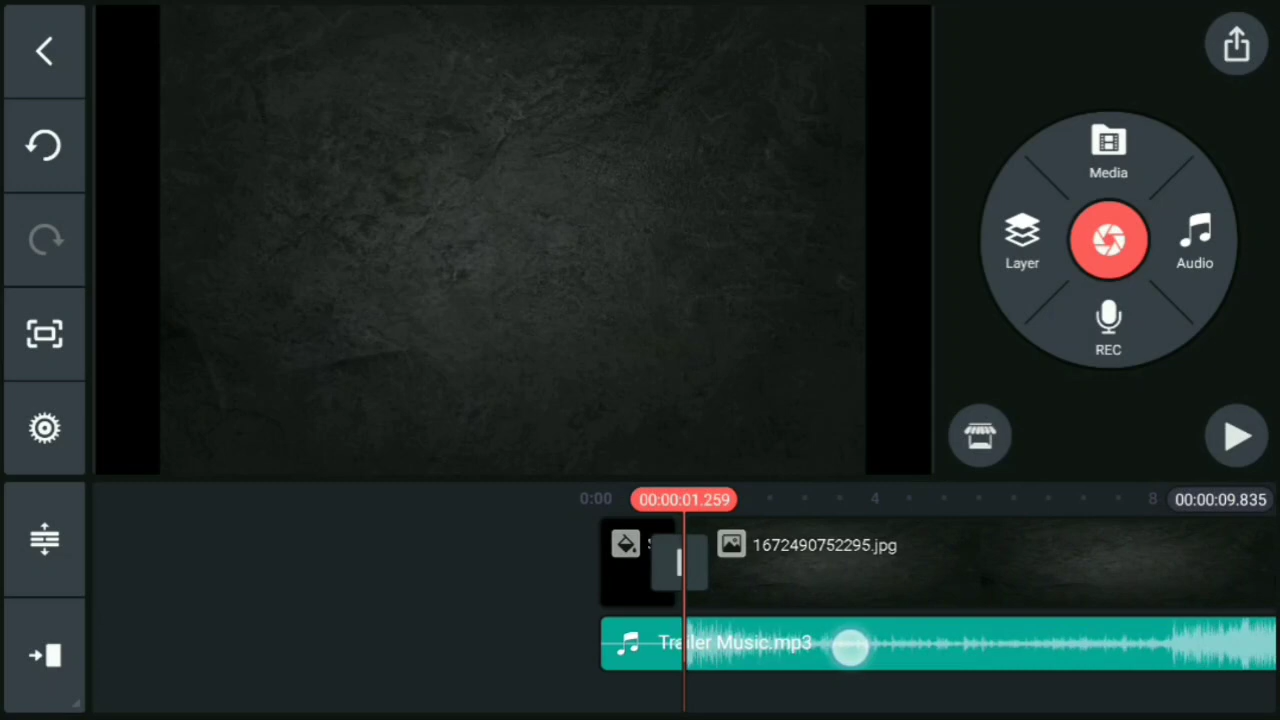 Media
Layer
Audio
REC
0:00
00:00:01.259
4
8
00:00:09.835
1672490752295.jpg
Trailer Music.mp3